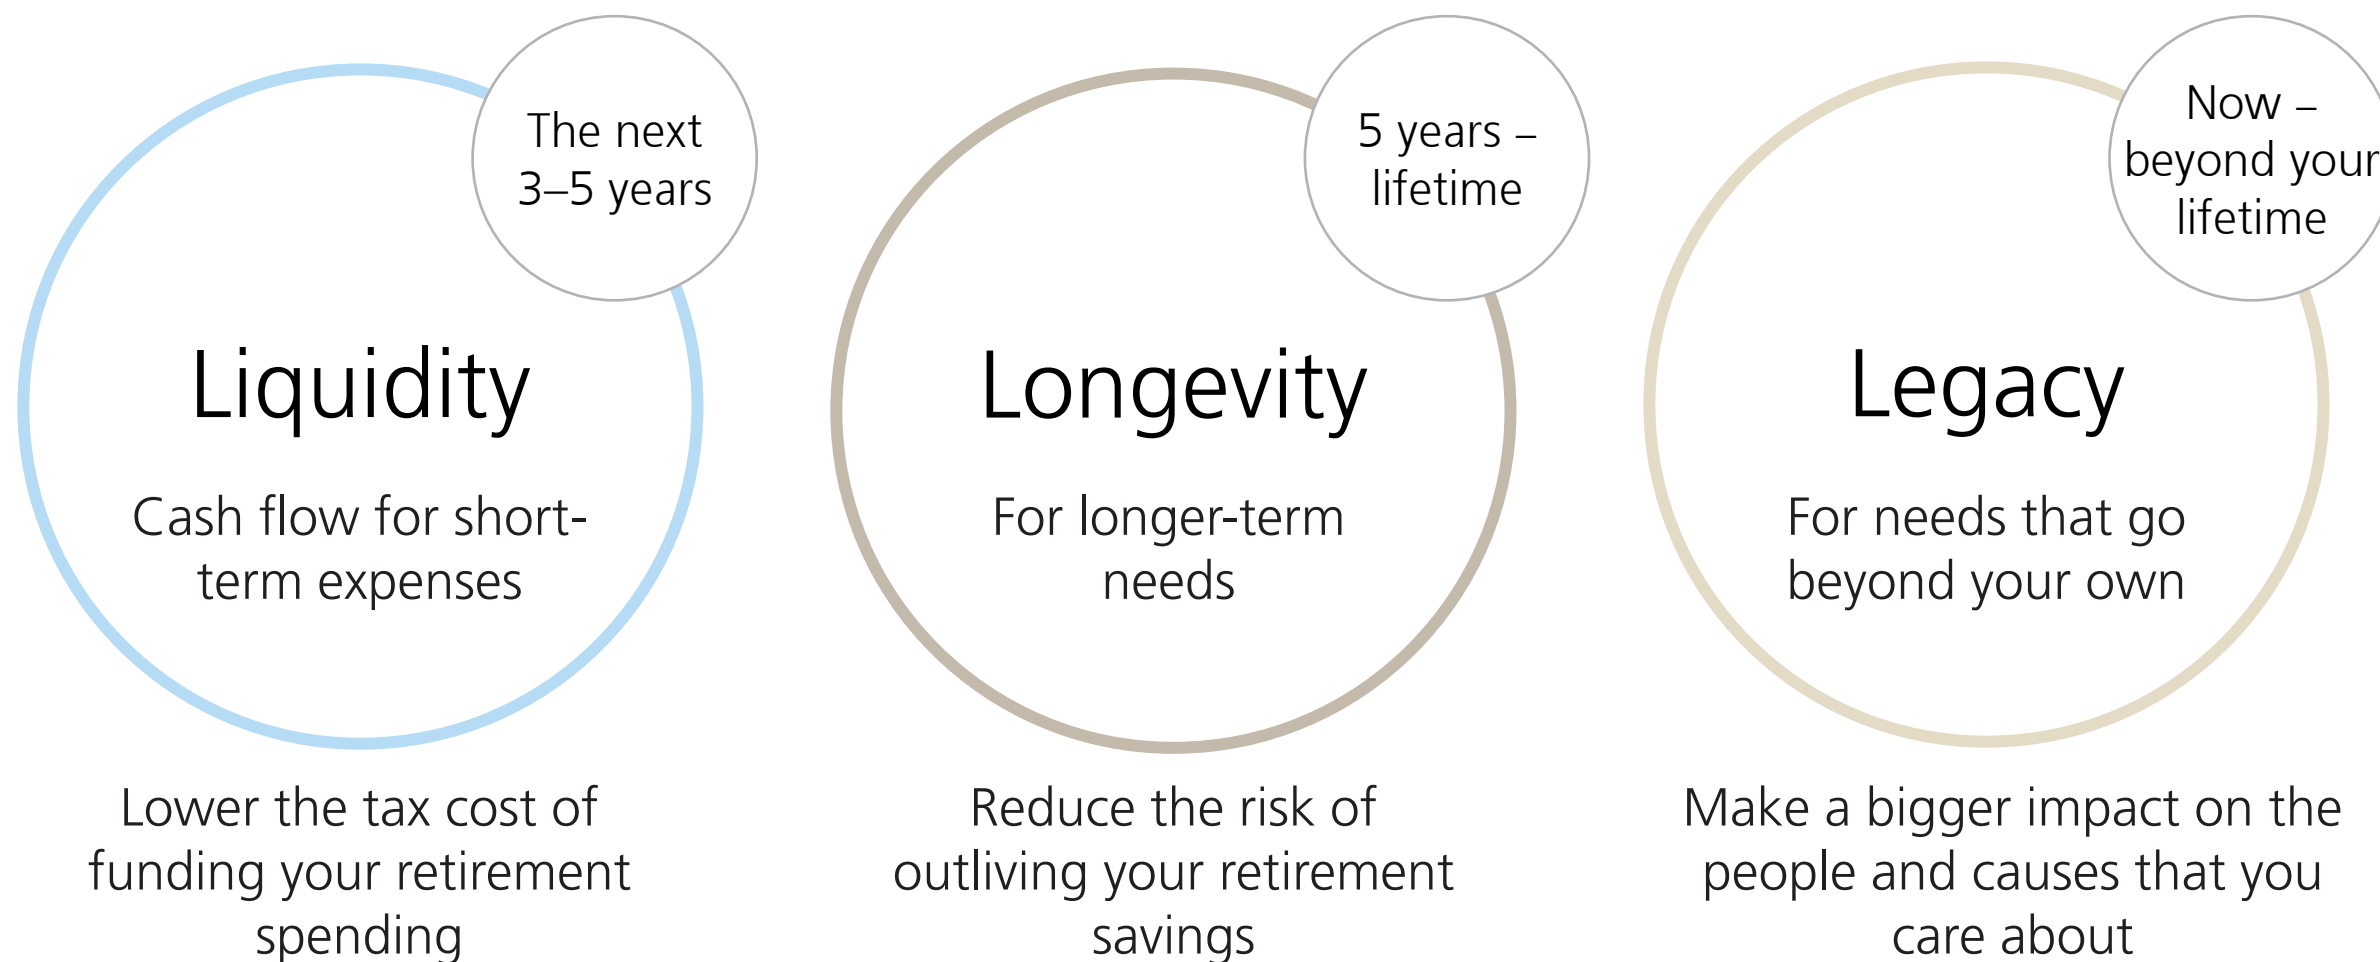 The next
3–5 years
Liquidity
Cash flow for short-
term expenses
Lower the tax cost of
funding your retirement
spending
5 years –
lifetime
Longevity
For longer-term
needs
Reduce the risk of
outliving your retirement
savings
Now –
beyond your
lifetime
Legacy
For needs that go
beyond your own
Make a bigger impact on the
people and causes that you
care about